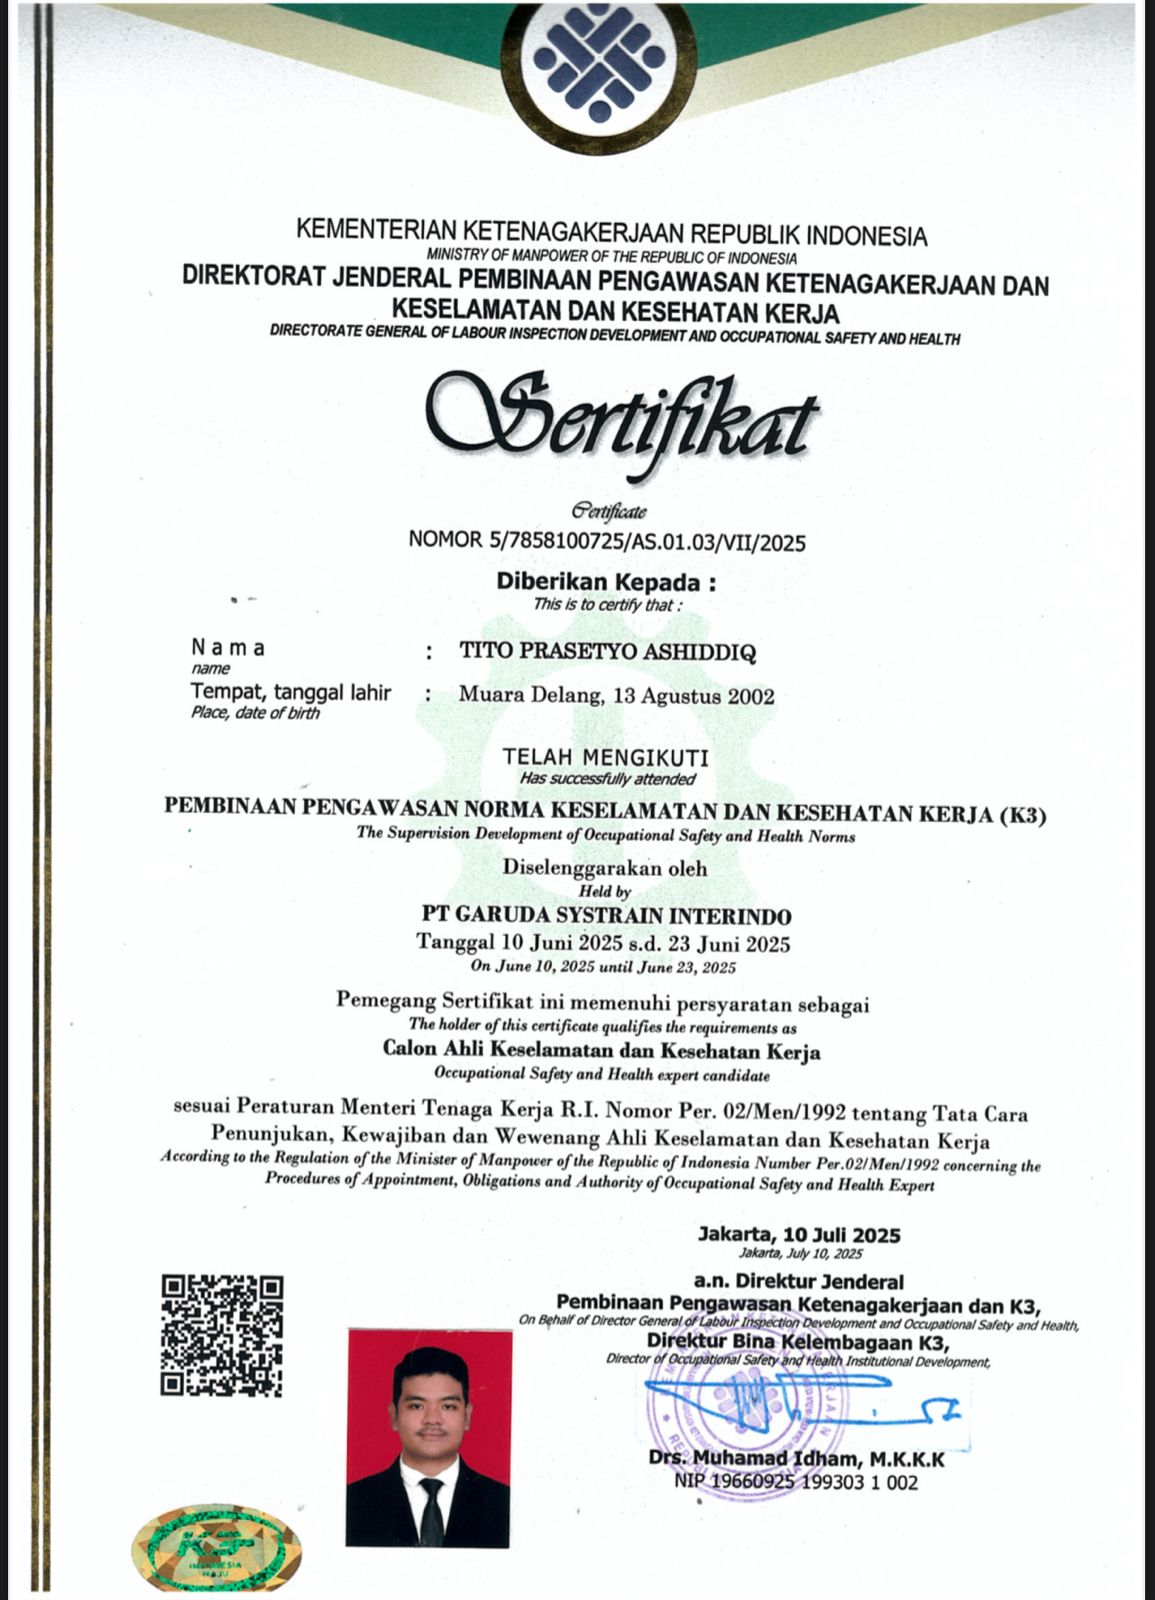 KEMENTERIAN KETENAGAKERJAAN REPUBLIK INDONESIA
MINISTRY OF MANPOWER OF THE REPUBLIC OF INDONESIA
DIREKTORAT JENDERAL PEMBINAAN PENGAWASAN KETENAGAKERJAAN DAN
KESELAMATAN DAN KESEHATAN KERJA
DIRECTORATE GENERAL OF LABOUR INSPECTION DEVELOPMENT AND OCCUPATIONAL SAFETY AND HEALTH
Sertifikat
Certificate
NOMOR 5/7858100725/AS.01.03/VII/2025
Diberikan Kepada :
This is to certify that :
Nama : TITO PRASETYO ASHIDDIQ
name
Tempat, tanggal lahir : Muara Delang, 13 Agustus 2002
Place, date of birth
TELAH MENGIKUTI
Has successfully attended
PEMBINAAN PENGAWASAN NORMA KESELAMATAN DAN KESEHATAN KERJA (K3)
The Supervision Development of Occupational Safety and Health Norms
Diselenggarakan oleh
Held by
PT GARUDA SYSTRAIN INTERINDO
Tanggal 10 Juni 2025 s.d. 23 Juni 2025
On June 10, 2025 until June 23, 2025
Pemegang Sertifikat ini memenuhi persyaratan sebagai
The holder of this certificate qualifies the requirements as
Calon Ahli Keselamatan dan Kesehatan Kerja
Occupational Safety and Health expert candidate
sesuai Peraturan Menteri Tenaga Kerja R.I. Nomor Per. 02/Men/1992 tentang Tata Cara
Penunjukan, Kewajiban dan Wewenang Ahli Keselamatan dan Kesehatan Kerja
According to the Regulation of the Minister of Manpower of the Republic of Indonesia Number Per.02/Men/1992 concerning the
Procedures of Appointment, Obligations and Authority of Occupational Safety and Health Expert
Jakarta, 10 Juli 2025
Jakarta, July 10, 2025
a.n. Direktur Jenderal
Pembinaan Pengawasan Ketenagakerjaan dan K3,
On Behalf of Director General of Labour Inspection Development and Occupational Safety and Health,
Direktur Bina Kelembagaan K3,
Director of Occupational Safety and Health Institutional Development,
Drs. Muhamad Idham, M.K.K.K
NIP 19660925 199303 1 002
K3
INDONESIA
MAJU